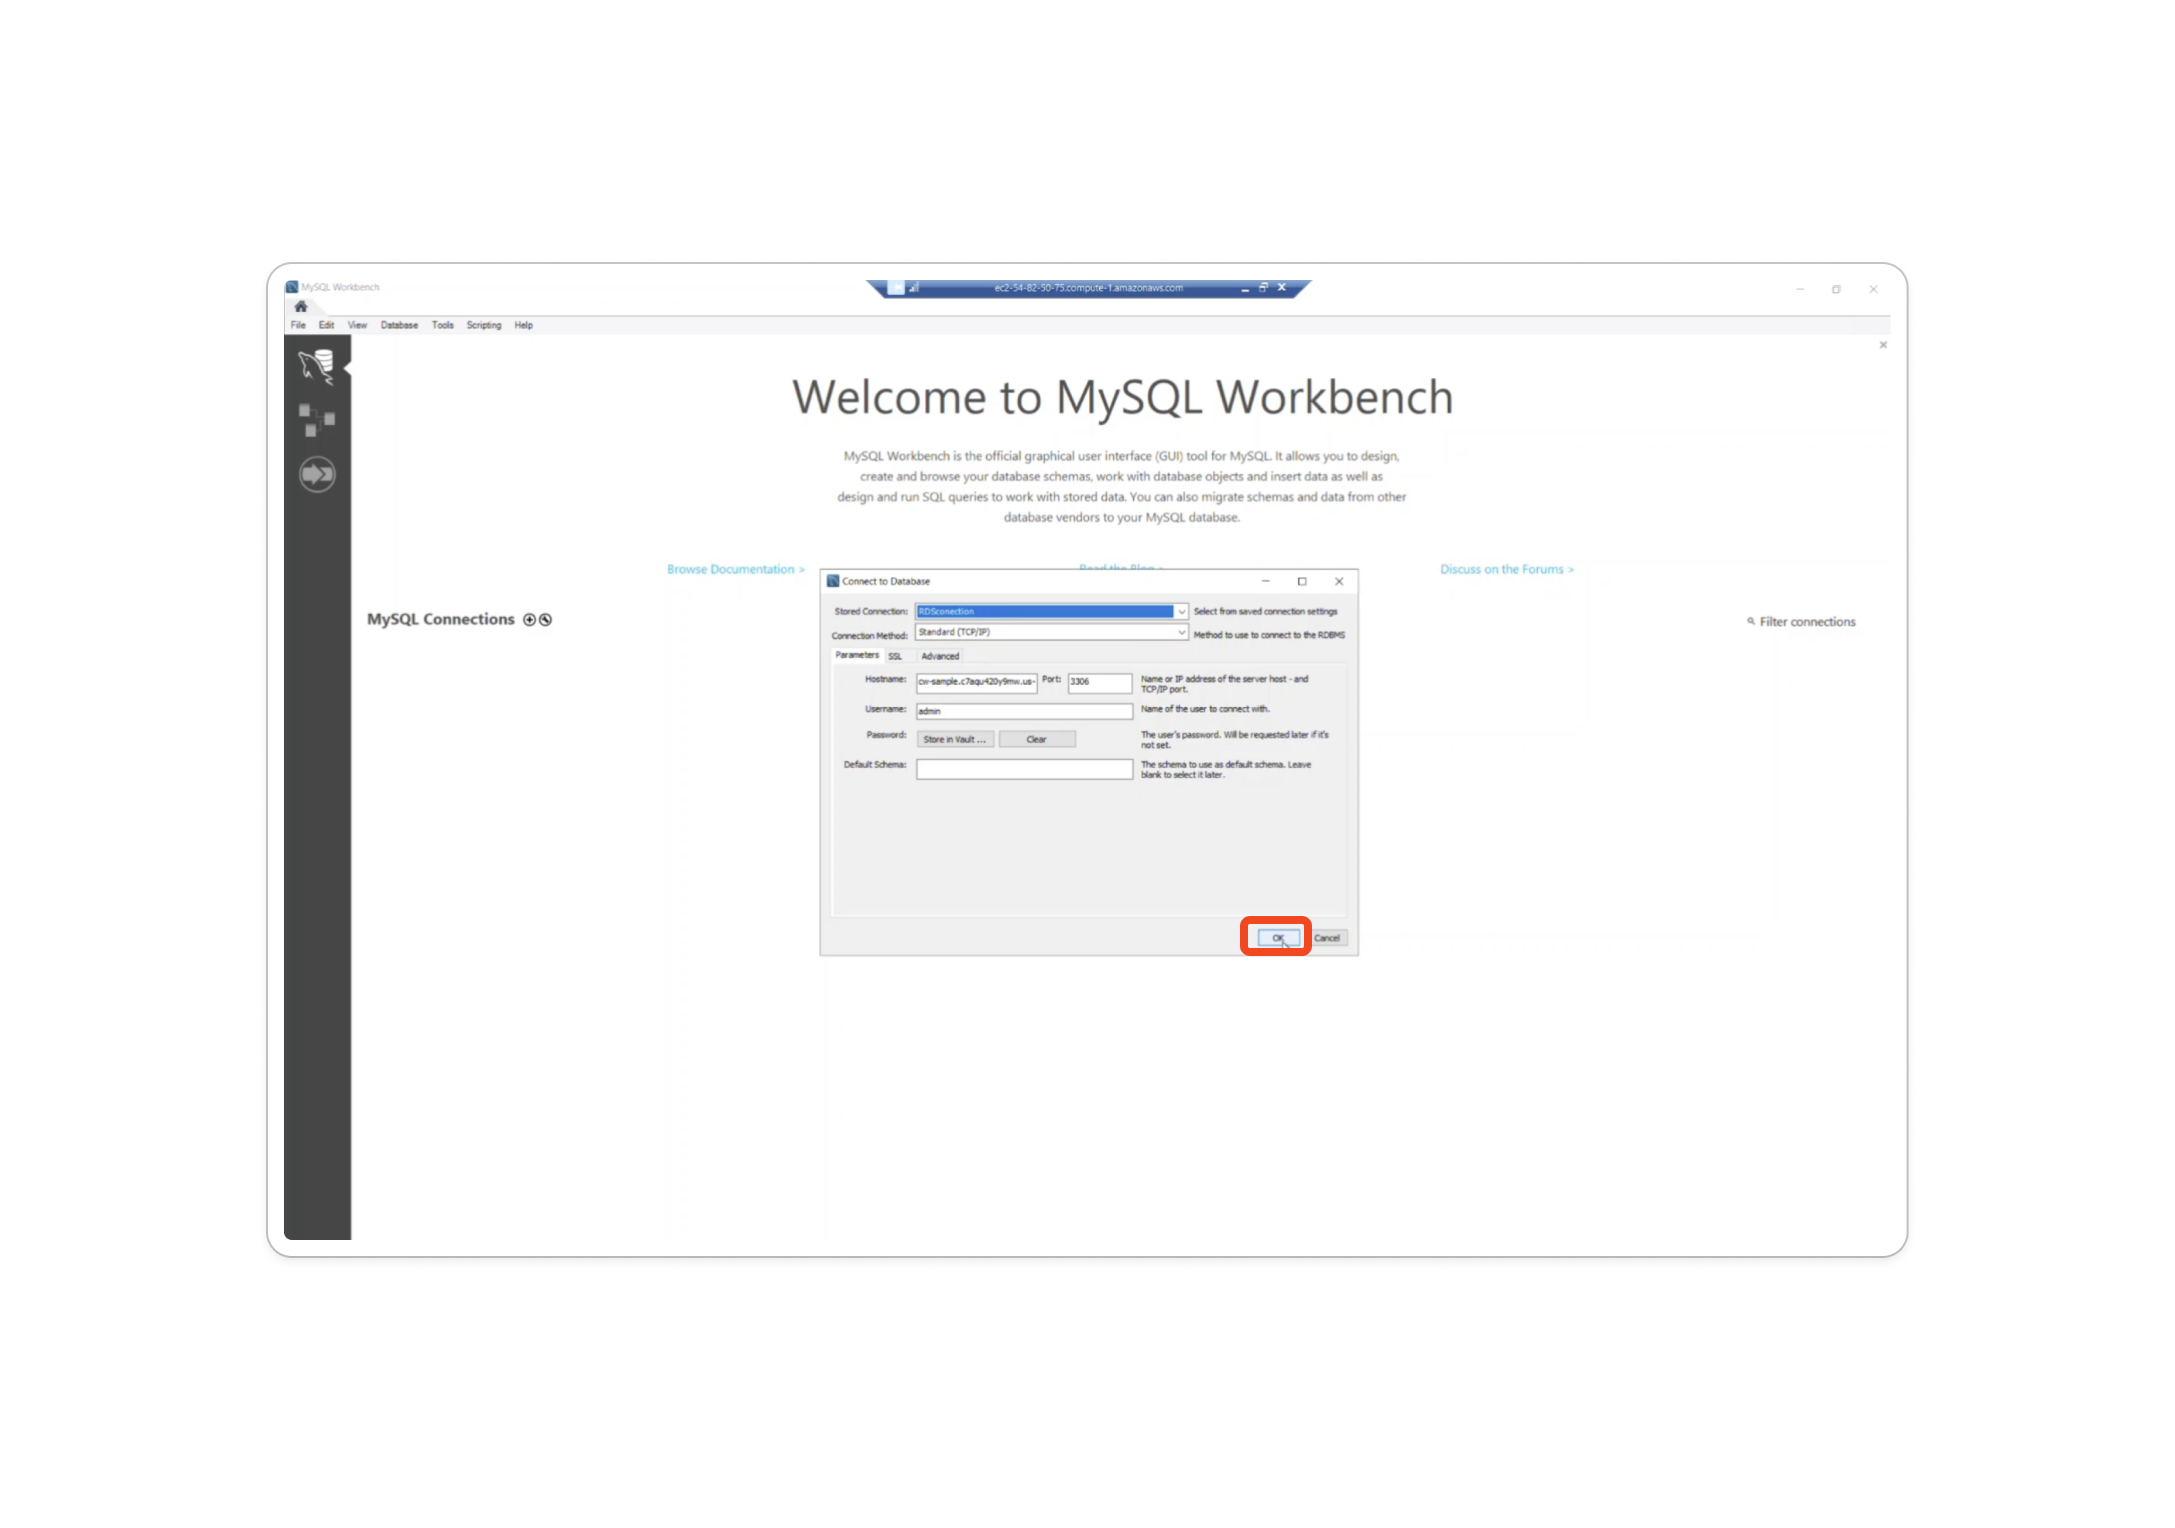 MySQL Workbench
ec2-54-82-50-75.compute-1.amazonaws.com
File Edit View Database Tools Scripting Help
Welcome to MySQL Workbench
MySQL Workbench is the official graphical user interface (GUI) tool for MySQL. It allows you to design,
create and browse your database schemas, work with database objects and insert data as well as
design and run SQL queries to work with stored data. You can also migrate schemas and data from other
database vendors to your MySQL database.
Browse Documentation >
Read the Blog >
Discuss on the Forums >
MySQL Connections
Filter connections
Connect to Database
Stored Connection: RDSconection Select from saved connection settings
Connection Method: Standard (TCP/IP) Method to use to connect to the RDBMS
Parameters SSL Advanced
Hostname: cw-sample.c7aqu420y9mw.us- Port: 3306 Name or IP address of the server host - and
TCP/IP port.
Username: admin Name of the user to connect with.
Password: Store in Vault ... Clear The user's password. Will be requested later if it's
not set.
Default Schema: The schema to use as default schema. Leave
blank to select it later.
OK Cancel